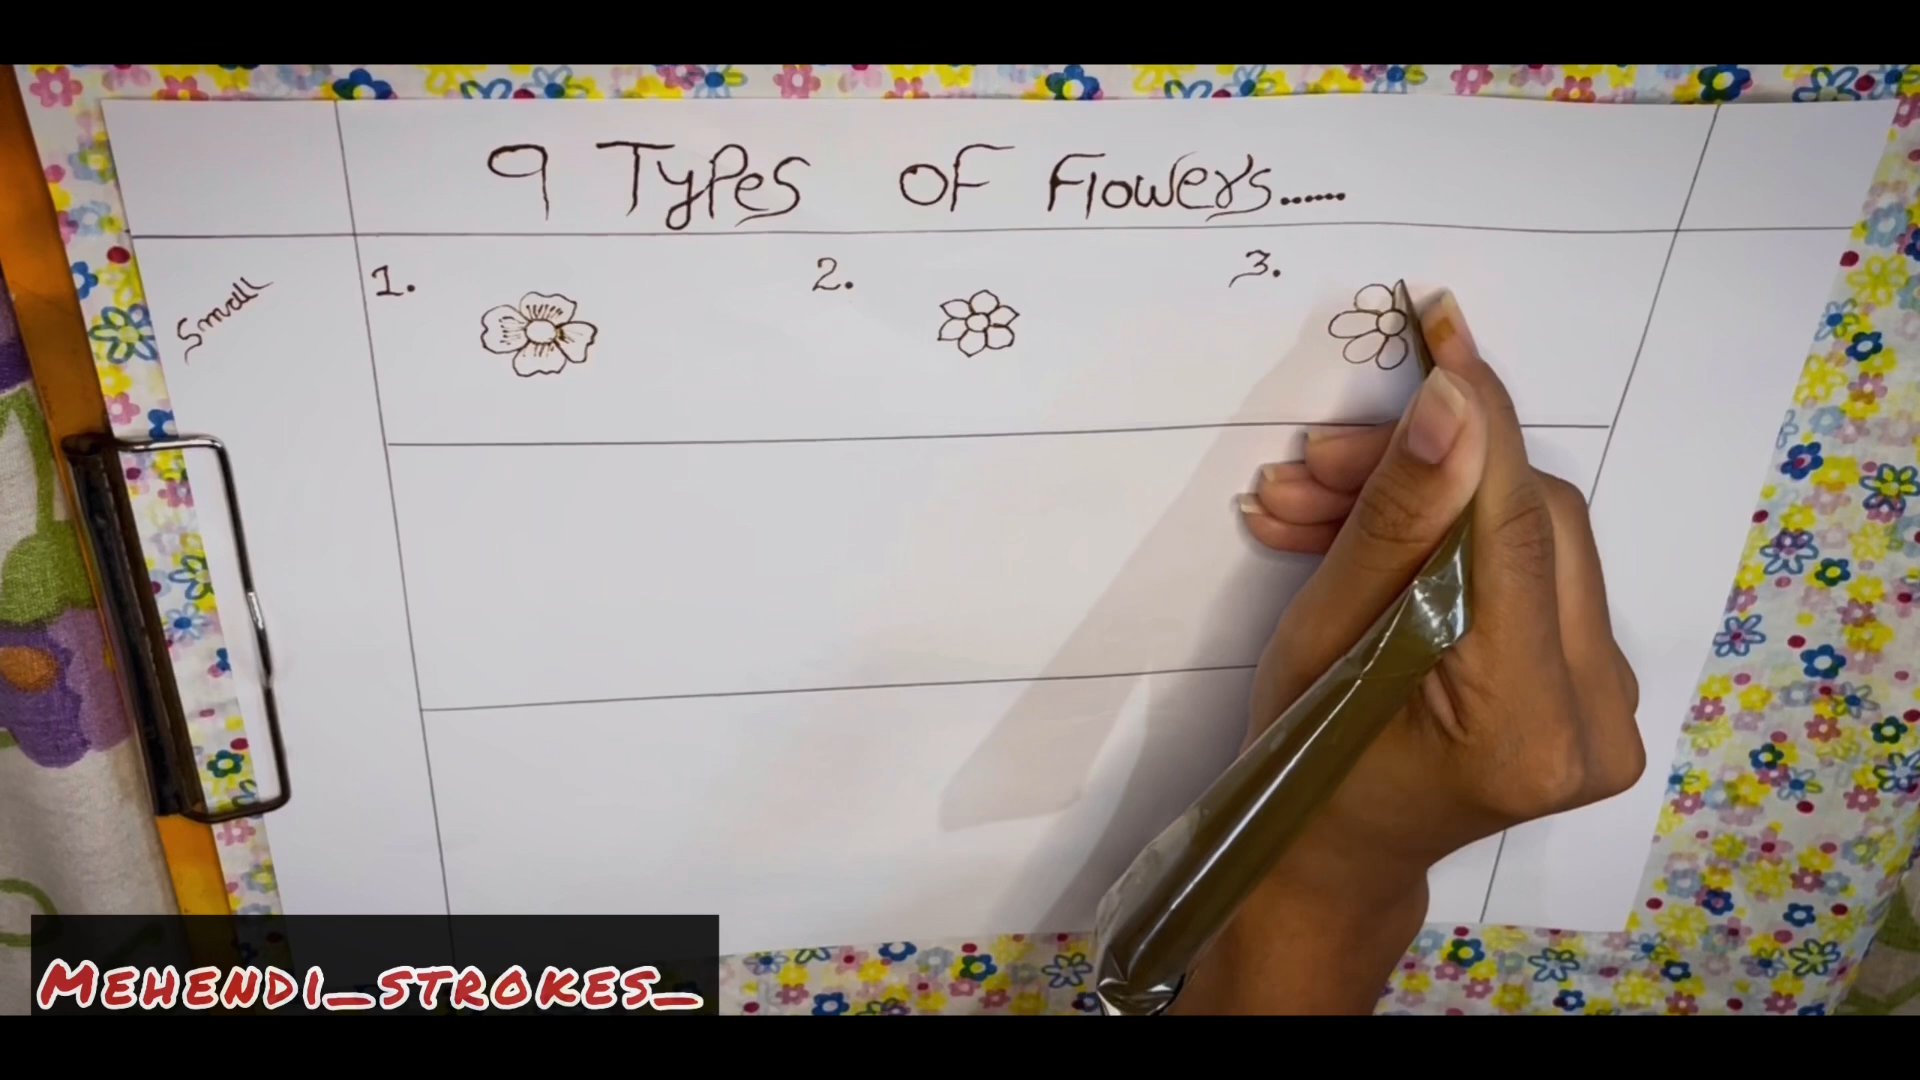 9 Types of Flowers......
Small
1.
2.
3.
Mehendi_strokes_